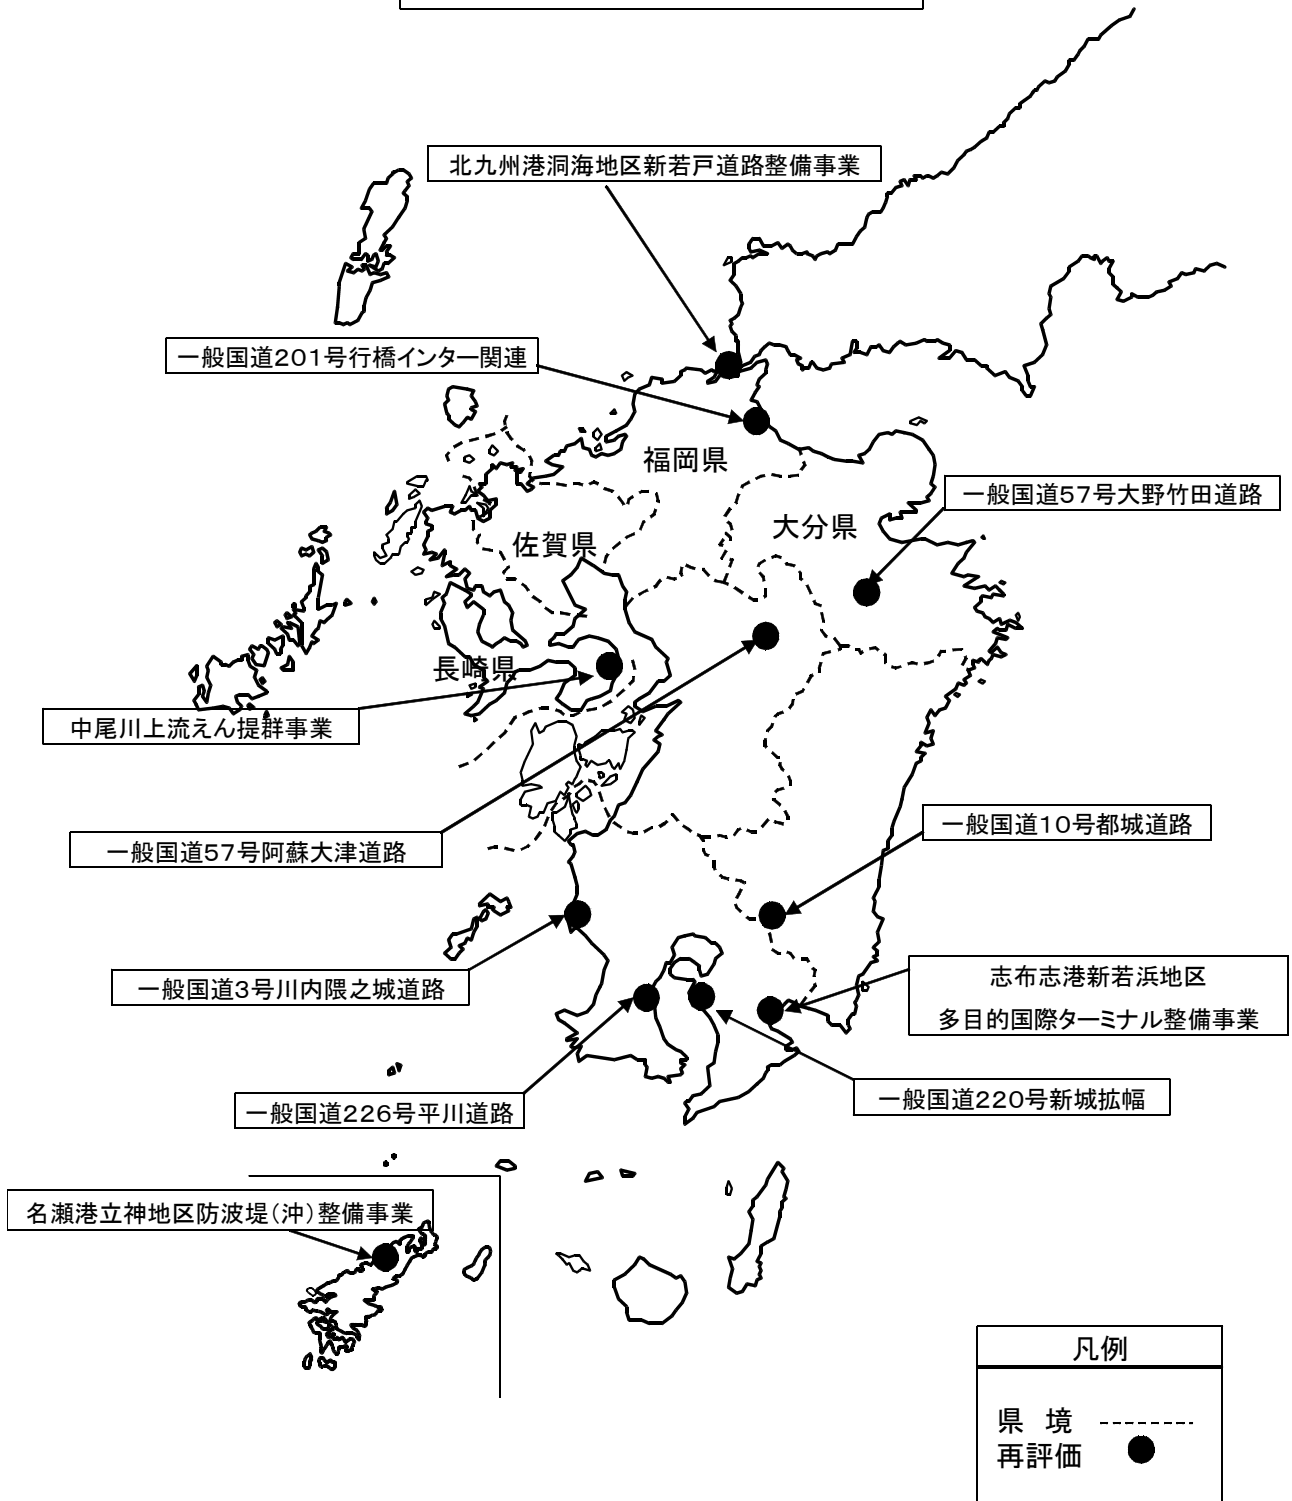 北九州港洞海地区新若戸道路整備事業
一般国道201号行橋インター関連
福岡県
一般国道57号大野竹田道路
大分県
佐賀県
長崎県
中尾川上流えん提群事業
一般国道10号都城道路
一般国道57号阿蘇大津道路
一般国道3号川内隈之城道路
志布志港新若浜地区
多目的国際ターミナル整備事業
一般国道226号平川道路
一般国道220号新城拡幅
名瀬港立神地区防波堤(沖)整備事業
凡例
県 境
再評価